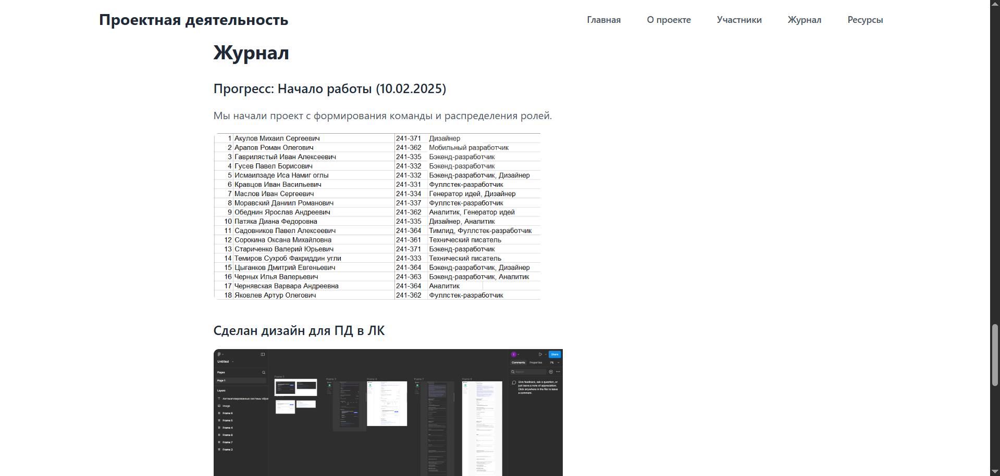 Проектная деятельность
Главная
О проекте
Участники
Журнал
Ресурсы
Журнал
Прогресс: Начало работы (10.02.2025)
Мы начали проект с формирования команды и распределения ролей.
1 Акулов Михаил Сергеевич 241-371 Дизайнер
2 Арапов Роман Олегович 241-362 Мобильный разработчик
3 Гаврилястый Иван Алексеевич 241-335 Бэкенд-разработчик
4 Гусев Павел Борисович 241-332 Бэкенд-разработчик
5 Исмаилзаде Иса Намиг оглы 241-332 Бэкенд-разработчик, Дизайнер
6 Кравцов Иван Васильевич 241-331 Фуллстек-разработчик
7 Маслов Иван Сергеевич 241-334 Генератор идей, Дизайнер
8 Моравский Даниил Романович 241-337 Фуллстек-разработчик
9 Обеднин Ярослав Андреевич 241-362 Аналитик, Генератор идей
10 Патяка Диана Федоровна 241-335 Дизайнер, Аналитик
11 Садовников Павел Алексеевич 241-364 Тимлид, Фуллстек-разработчик
12 Сорокина Оксана Михайловна 241-361 Технический писатель
13 Стариченко Валерий Юрьевич 241-371 Бэкенд-разработчик
14 Темиров Сухроб Фахриддин угли 241-333 Технический писатель
15 Цыганков Дмитрий Евгеньевич 241-364 Бэкенд-разработчик, Дизайнер
16 Черных Илья Валерьевич 241-363 Бэкенд-разработчик, Аналитик
17 Чернявская Варвара Андреевна 241-364 Аналитик
18 Яковлев Артур Олегович 241-362 Фуллстек-разработчик
Сделан дизайн для ПД в ЛК
Untitled
Pages
Page 1
Layers
Автоматизированные системы обра
Image
Frame 6
Frame 5
Frame 4
Frame 8
Frame 7
Frame 3
Frame 5
Frame 3
Frame 4
Frame 7
Frame 8
Share
Comments
Properties
7%
Search
Give feedback, ask a question, or
just leave a note of appreciation.
Click anywhere in the file to leave
a comment.